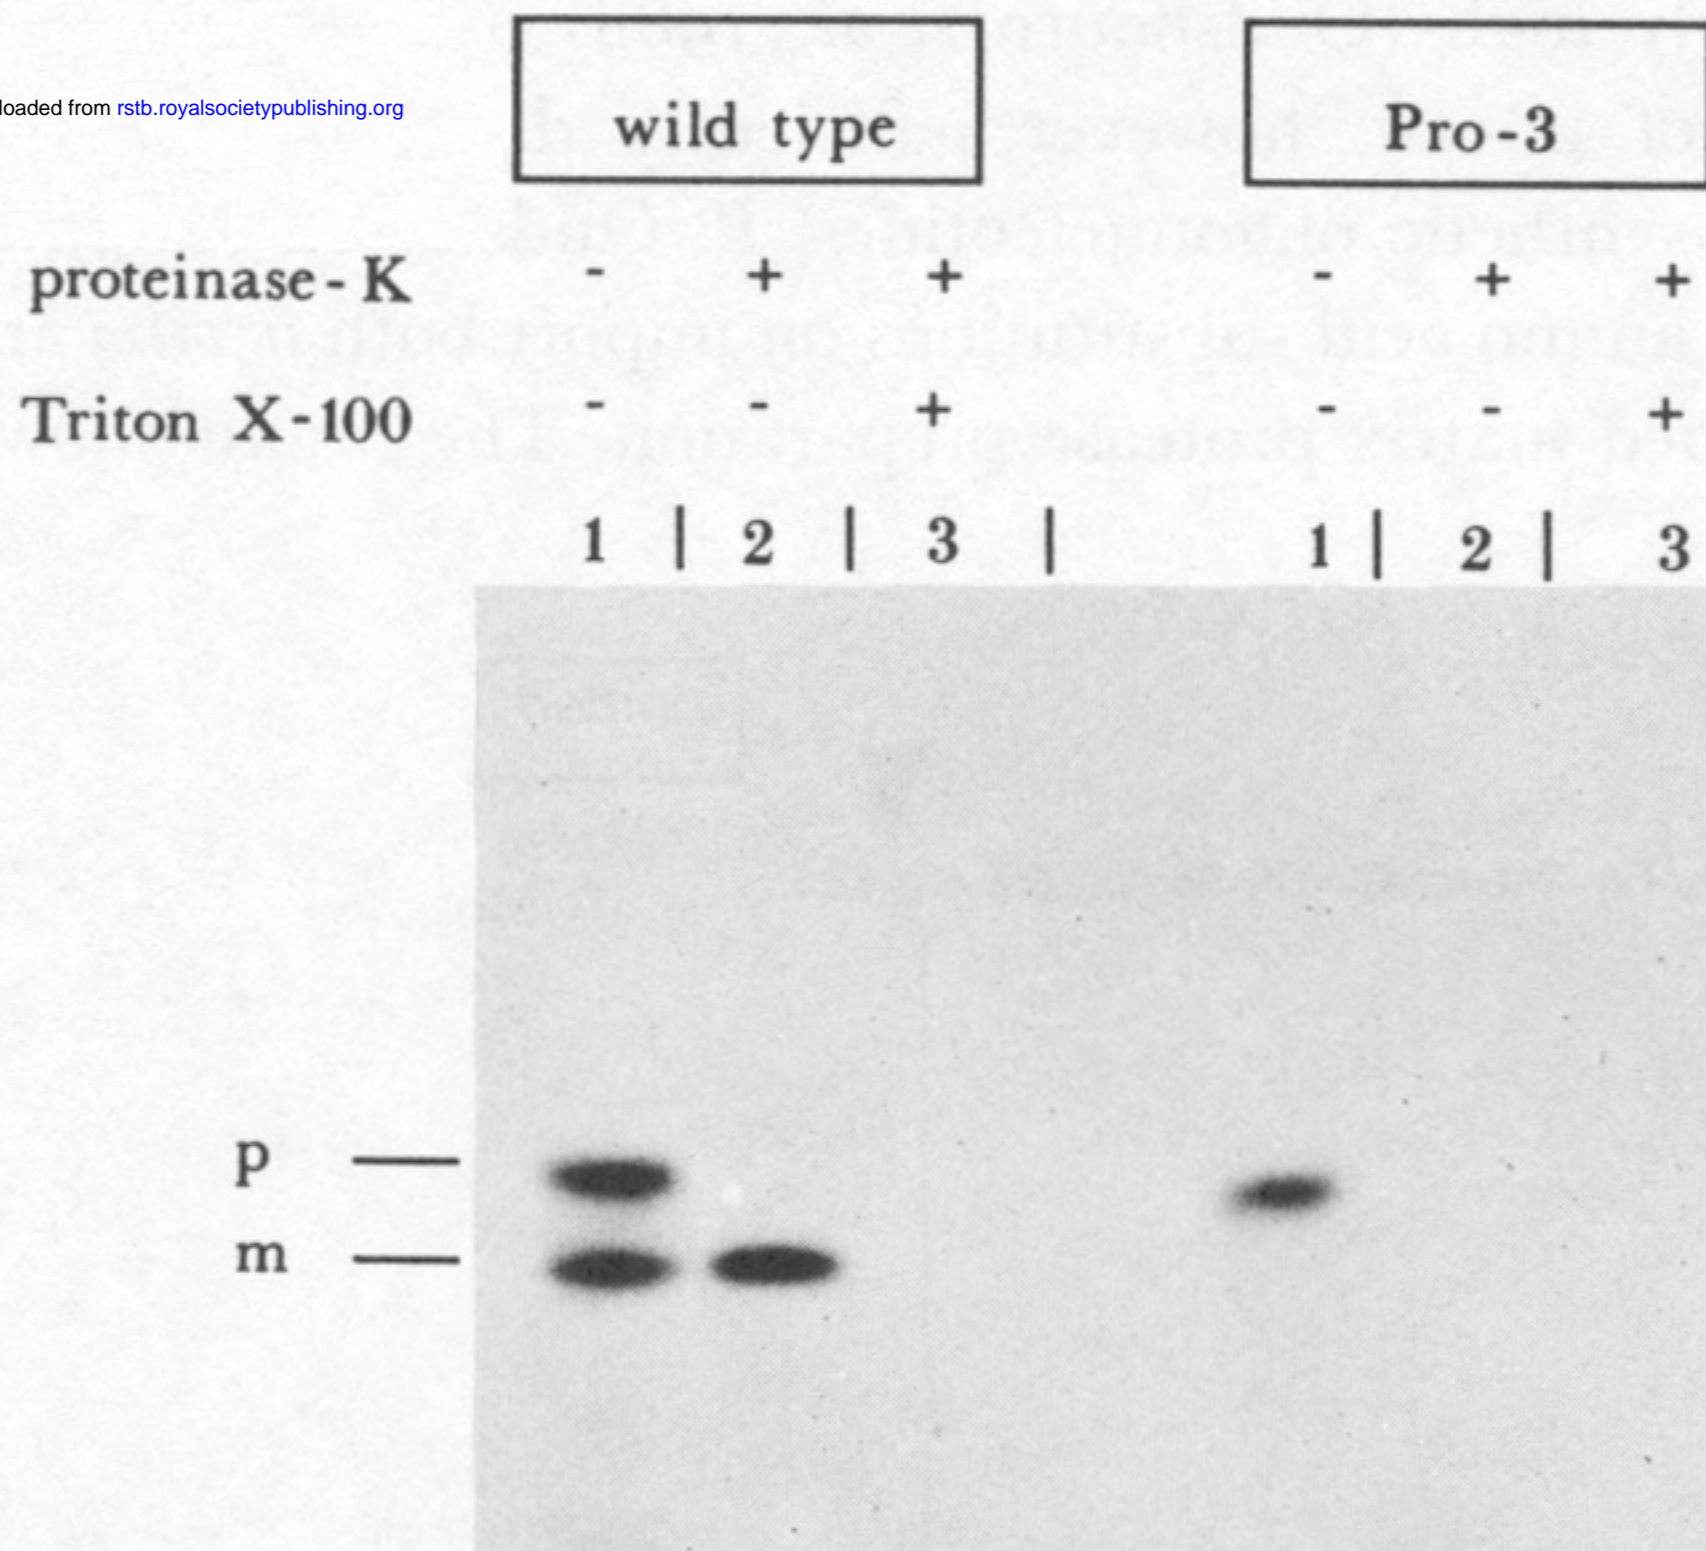 loaded from rstb.royalsocietypublishing.org
wild type Pro-3
proteinase-K - + + - + +
Triton X-100 - - + - - +
1 | 2 | 3 | 1 | 2 | 3
p
m